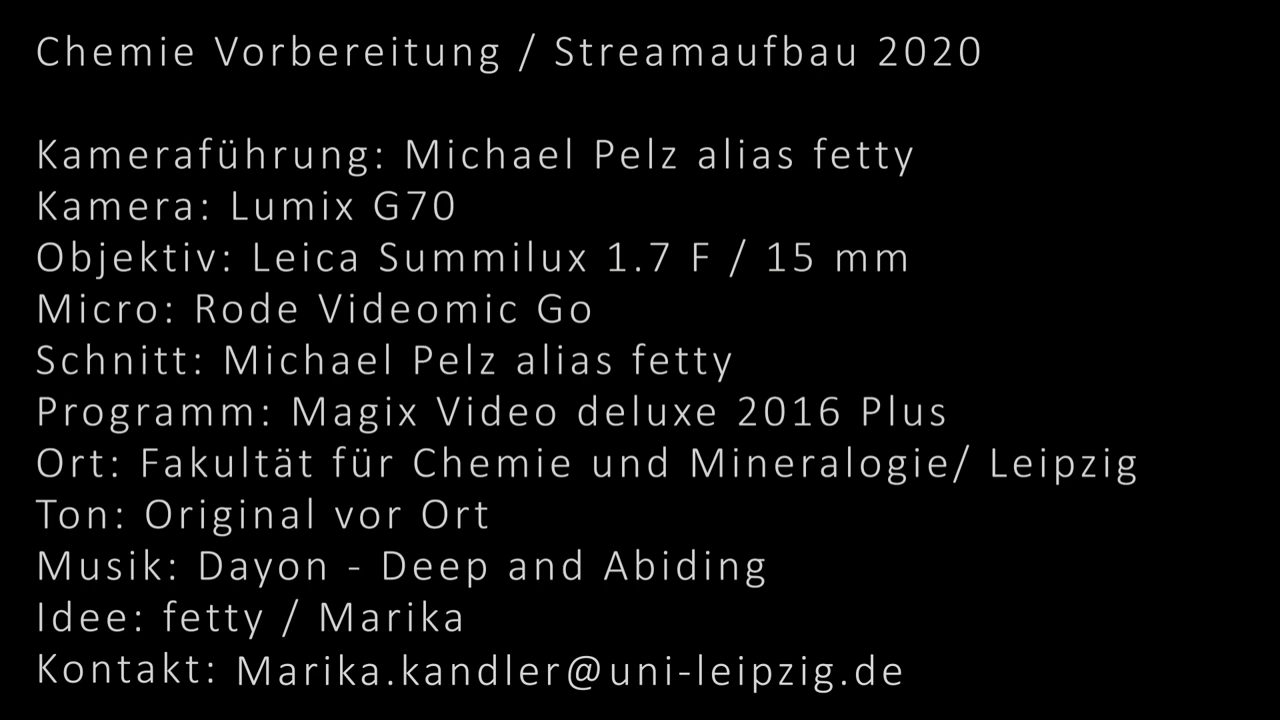 Chemie Vorbereitung / Streamaufbau 2020
Kameraführung: Michael Pelz alias fetty
Kamera: Lumix G70
Objektiv: Leica Summilux 1.7 F / 15 mm
Micro: Rode Videomic Go
Schnitt: Michael Pelz alias fetty
Programm: Magix Video deluxe 2016 Plus
Ort: Fakultät für Chemie und Mineralogie/ Leipzig
Ton: Original vor Ort
Musik: Dayon - Deep and Abiding
Idee: fetty / Marika
Kontakt: Marika.kandler@uni-leipzig.de